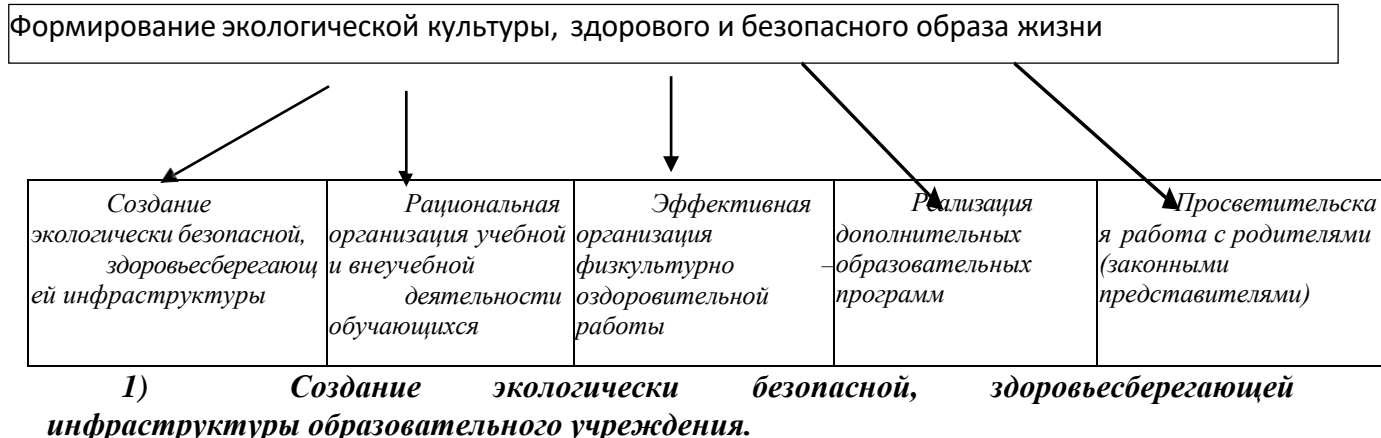 Формирование экологической культуры, здорового и безопасного образа жизни
Создание
экологически безопасной,
здоровьесберегающ
ей инфраструктуры
Рациональная
организация учебной
и внеучебной
деятельности
обучающихся
Эффективная
организация
физкультурно –
оздоровительной
работы
Реализация
дополнительных
образовательных
программ
Просветительска
я работа с родителями
(законными
представителями)
1) Создание экологически безопасной, здоровьесберегающей
инфраструктуры образовательного учреждения.